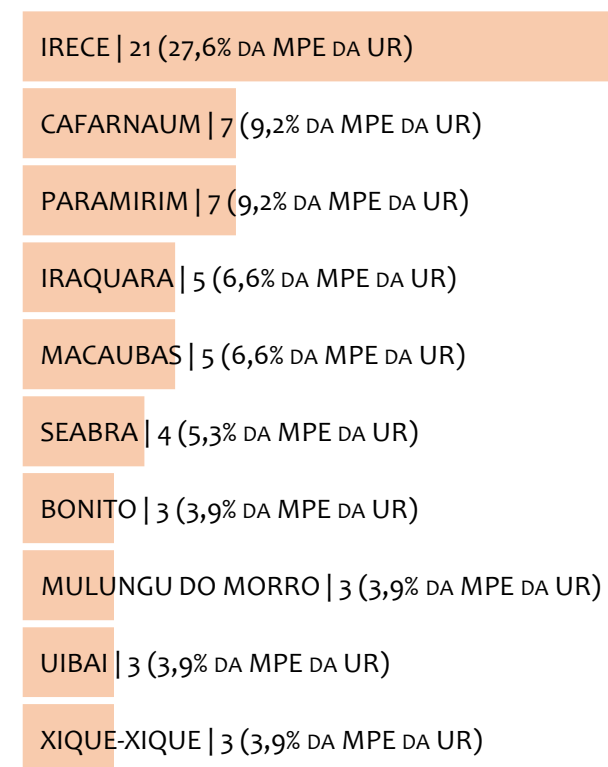 IRECE | 21 (27,6% DA MPE DA UR)
CAFARNAUM | 7 (9,2% DA MPE DA UR)
PARAMIRIM | 7 (9,2% DA MPE DA UR)
IRAQUARA | 5 (6,6% DA MPE DA UR)
MACAUBAS | 5 (6,6% DA MPE DA UR)
SEABRA | 4 (5,3% DA MPE DA UR)
BONITO | 3 (3,9% DA MPE DA UR)
MULUNGU DO MORRO | 3 (3,9% DA MPE DA UR)
UIBAI | 3 (3,9% DA MPE DA UR)
XIQUE-XIQUE | 3 (3,9% DA MPE DA UR)